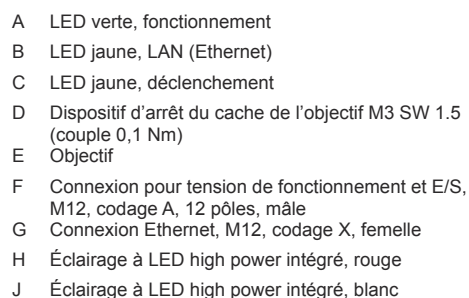 A LED verte, fonctionnement
B LED jaune, LAN (Ethernet)
C LED jaune, déclenchement
D Dispositif d’arrêt du cache de l’objectif M3 SW 1.5
(couple 0,1 Nm)
E Objectif
F Connexion pour tension de fonctionnement et E/S,
M12, codage A, 12 pôles, mâle
G Connexion Ethernet, M12, codage X, femelle
H Éclairage à LED high power intégré, rouge
J Éclairage à LED high power intégré, blanc